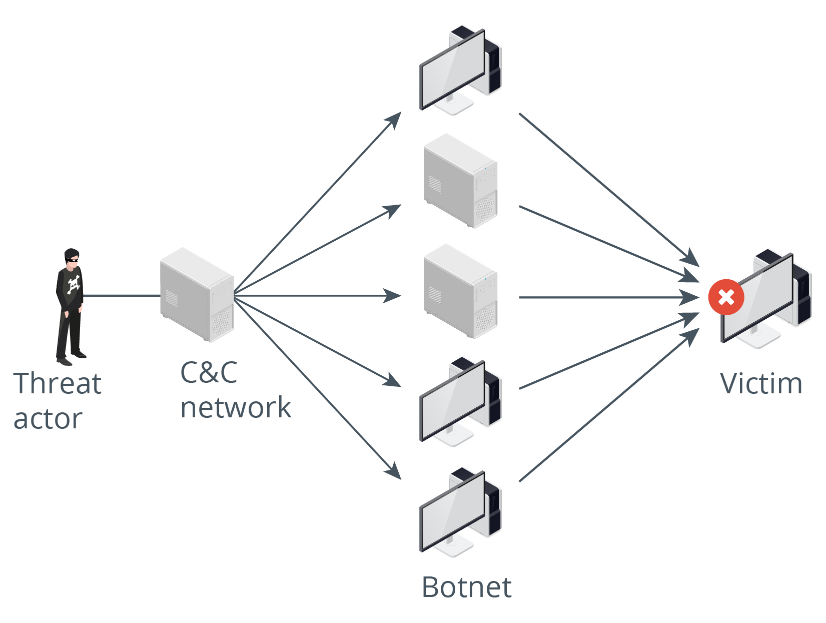 Threat
actor
C&C
network
Botnet
Victim